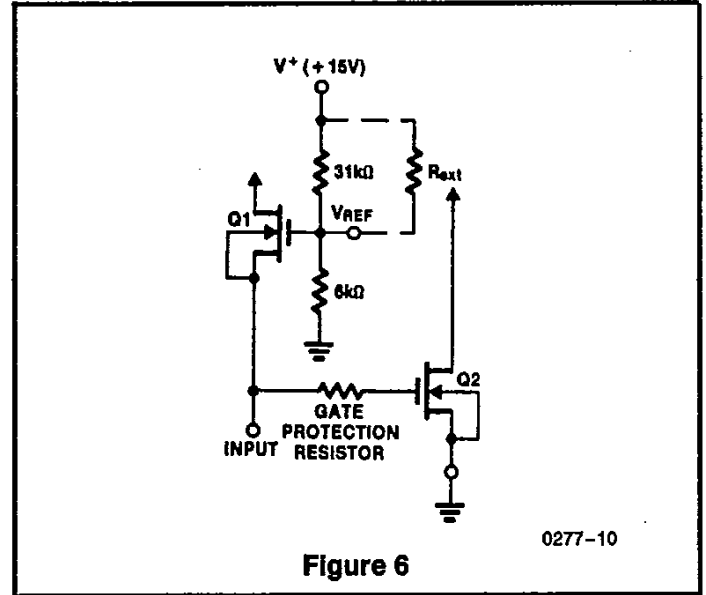 V+ (+15V)
31kΩ
Rext
Q1
VREF
6kΩ
Q2
GATE
PROTECTION
RESISTOR
INPUT
0277-10
Figure 6